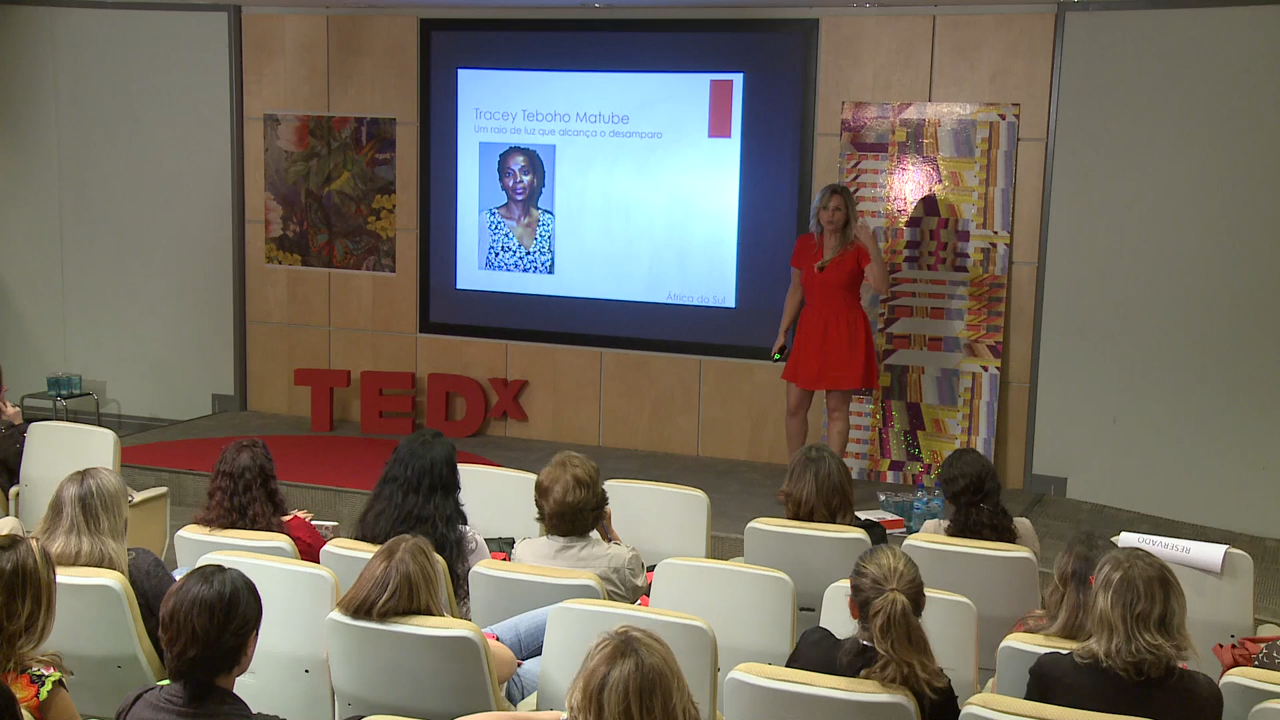 Tracey Teboho Matube
Um raio de luz que alcança o desamparo
África do Sul
TEDx
RESERVADO